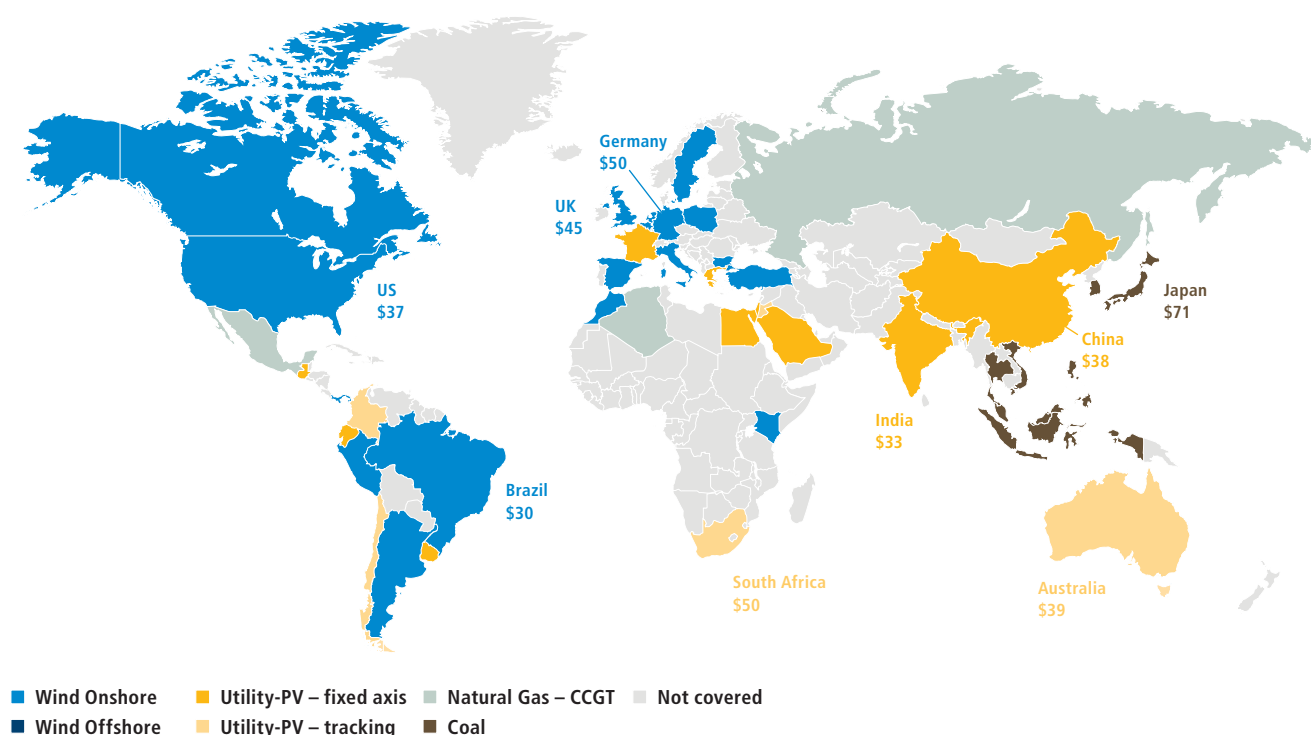 Germany
$50
UK
$45
US
$37
Japan
$71
China
$38
India
$33
Brazil
$30
South Africa
$50
Australia
$39
Wind Onshore
Utility-PV – fixed axis
Natural Gas – CCGT
Not covered
Wind Offshore
Utility-PV – tracking
Coal